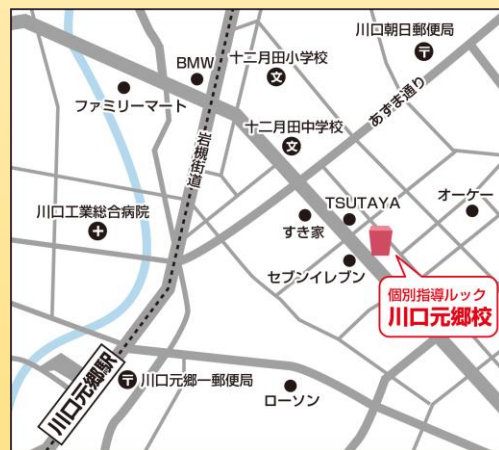 川口朝日郵便局
BMW
十二月田小学校
文
〒
ファミリーマート
あずま通り
十二月田中学校
文
岩槻街道
川口工業総合病院
TSUTAYA
オーケー
すき家
セブンイレブン
個別指導ルック
川口元郷校
川口元郷駅
〒
川口元郷一郵便局
ローソン